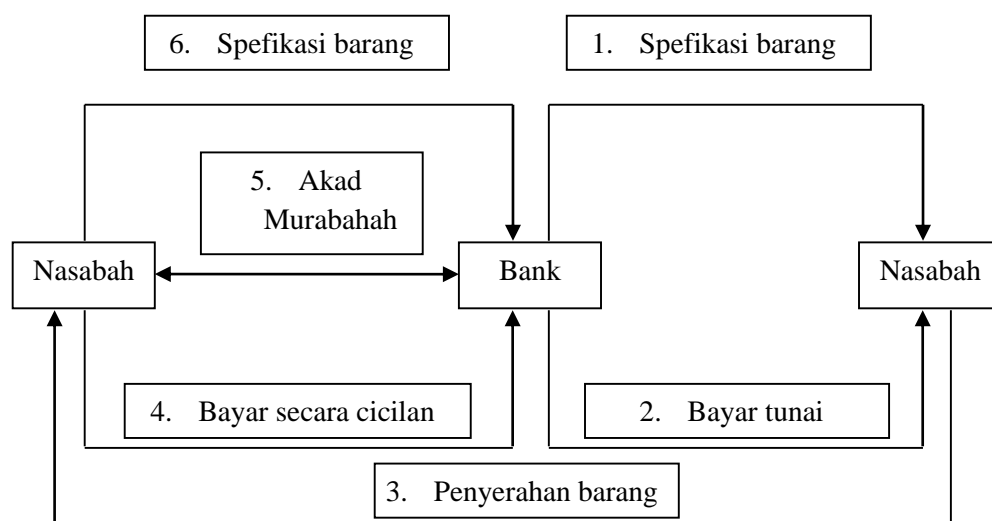 6. Spefikasi barang
1. Spefikasi barang
5. Akad
Murabahah
Nasabah
Bank
Nasabah
4. Bayar secara cicilan
2. Bayar tunai
3. Penyerahan barang